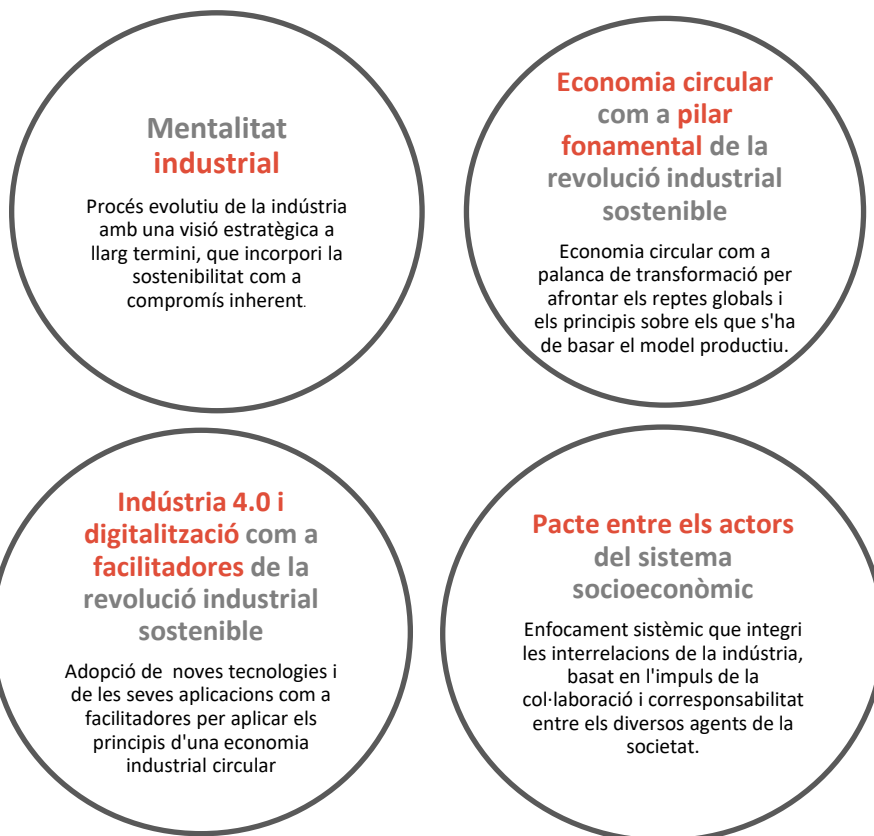 Mentalitat
industrial
Procés evolutiu de la indústria
amb una visió estratègica a
llarg termini, que incorpori la
sostenibilitat com a
compromís inherent.
Economia circular
com a pilar
fonamental de la
revolució industrial
sostenible
Economia circular com a
palanca de transformació per
afrontar els reptes globals i
els principis sobre els que s'ha
de basar el model productiu.
Indústria 4.0 i
digitalització com a
facilitadores de la
revolució industrial
sostenible
Adopció de  noves tecnologies i
de les seves aplicacions com a
facilitadores per aplicar els
principis d'una economia
industrial circular
Pacte entre els actors
del sistema
socioeconòmic
Enfocament sistèmic que integri
les interrelacions de la indústria,
basat en l'impuls de la
col·laboració i corresponsabilitat
entre els diversos agents de la
societat.